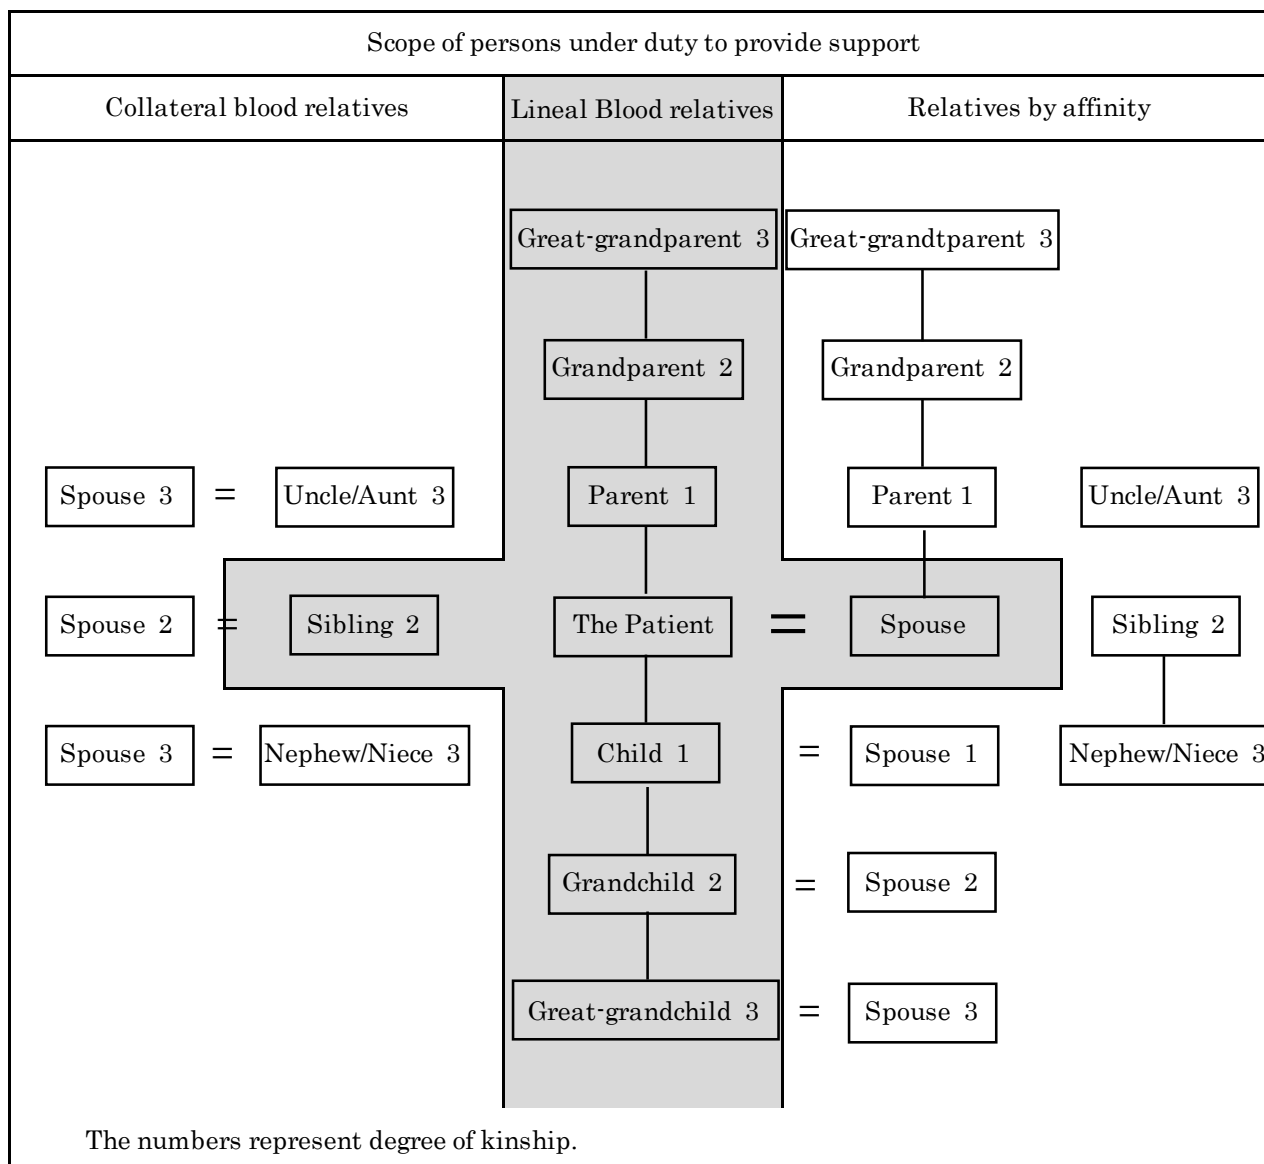 Scope of persons under duty to provide support
Collateral blood relatives
Lineal Blood relatives
Relatives by affinity
Great-grandparent 3
Great-grandtparent 3
Grandparent 2
Grandparent 2
Spouse 3 = Uncle/Aunt 3
Parent 1
Parent 1
Uncle/Aunt 3
Spouse 2 = Sibling 2
The Patient = Spouse
Sibling 2
Spouse 3 = Nephew/Niece 3
Child 1 = Spouse 1
Nephew/Niece 3
Grandchild 2 = Spouse 2
Great-grandchild 3 = Spouse 3
The numbers represent degree of kinship.